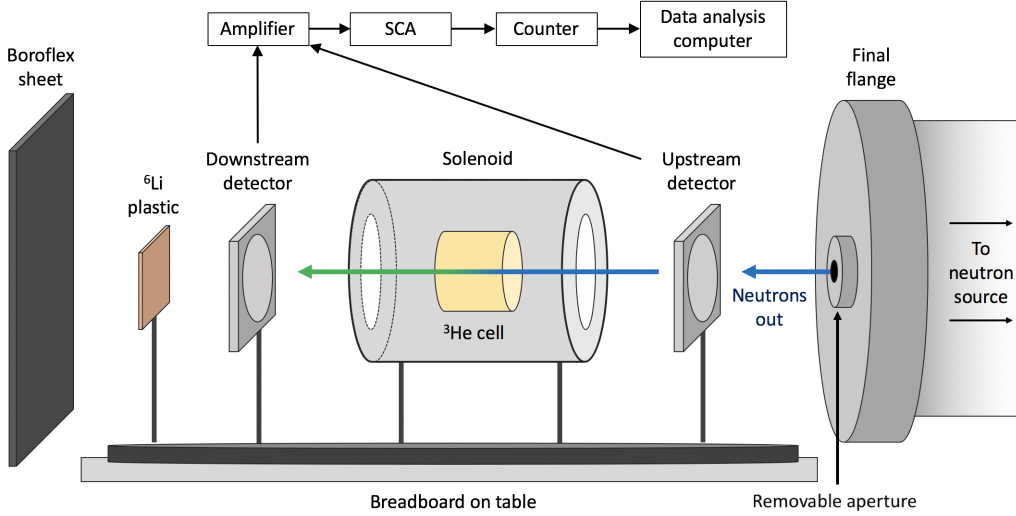 Amplifier
SCA
Counter
Data analysis
computer
Boroflex
sheet
Final
flange
Downstream
detector
Solenoid
Upstream
detector
⁶Li
plastic
To
neutron
source
Neutrons
out
³He cell
Breadboard on table
Removable aperture